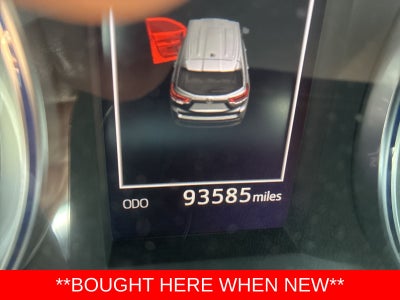 ODO 93585 miles
**BOUGHT HERE WHEN NEW**